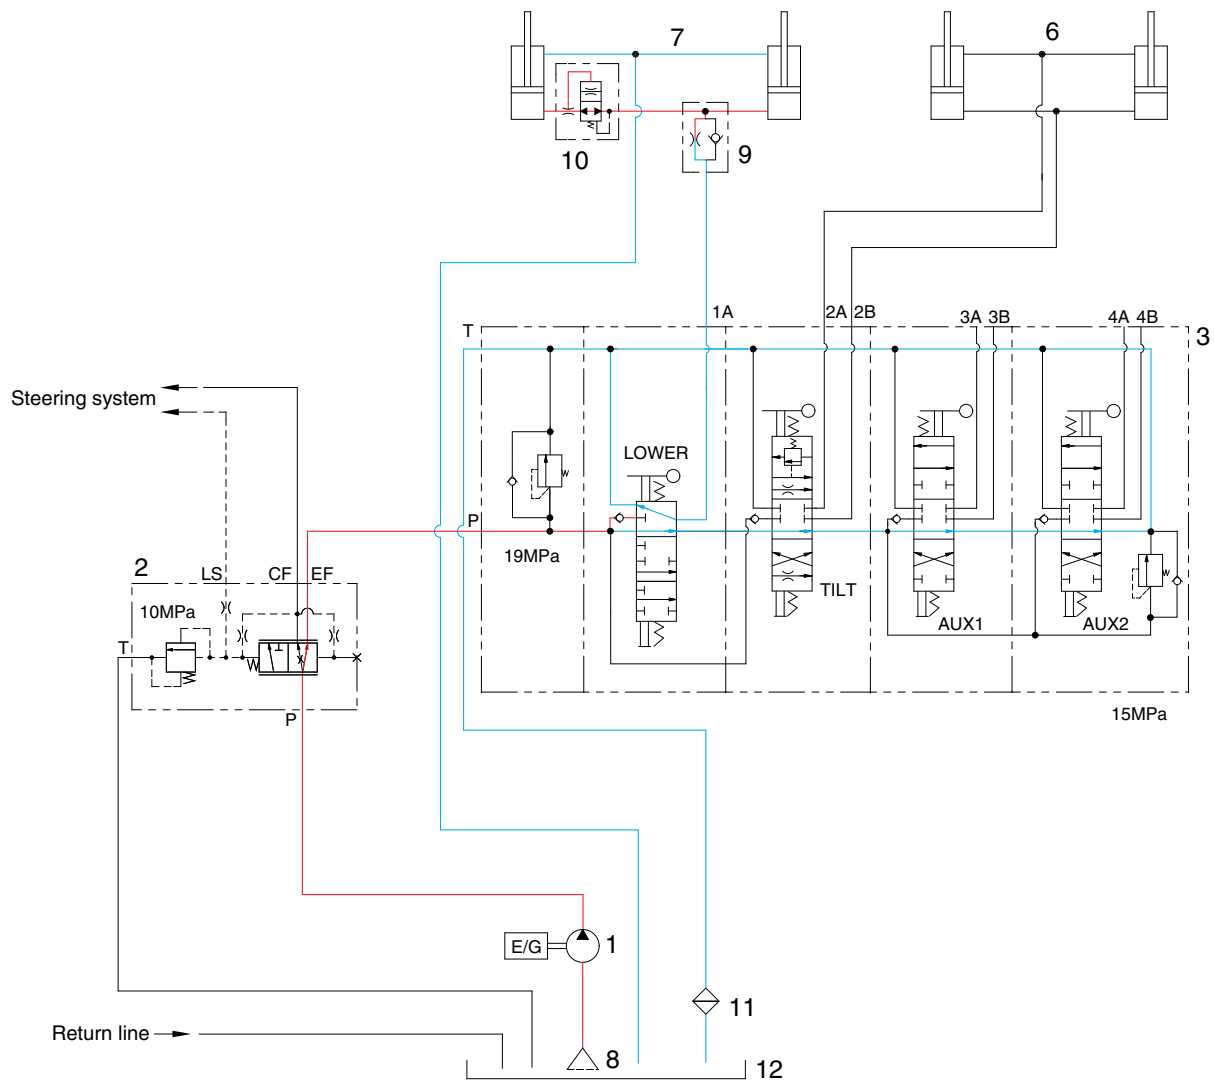 7
6
10
9
1A
2A 2B
3A 3B
4A 4B
T
3
Steering system
LOWER
P
19MPa
2
LS
CF
EF
10MPa
TILT
AUX1
AUX2
T
P
15MPa
E/G
1
11
Return line
8
12